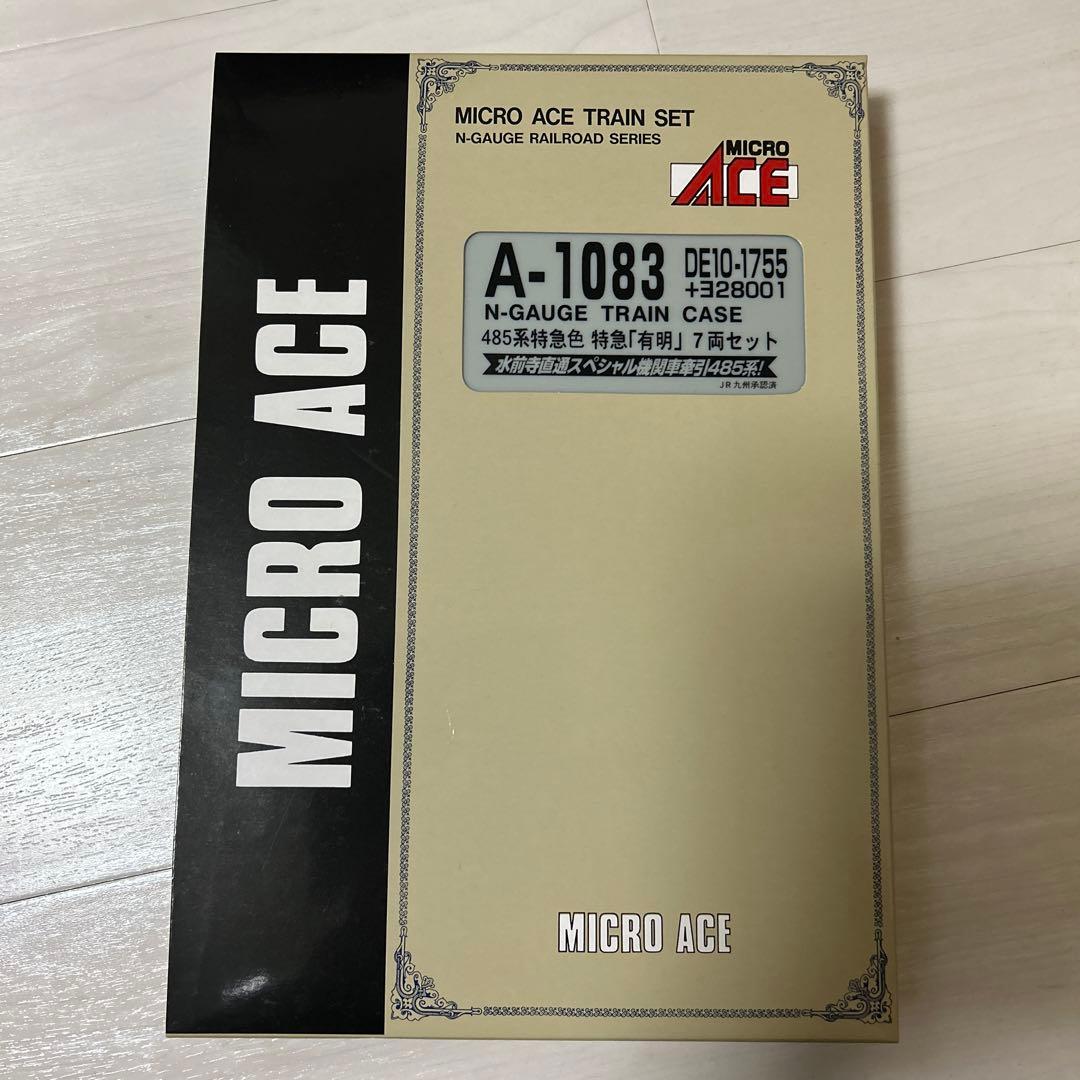 MICRO ACE
MICRO ACE TRAIN SET
N-GAUGE RAILROAD SERIES
MICRO
ACE
A-1083 DE10-1755
+ヨ28001
N-GAUGE TRAIN CASE
485系特急色 特急「有明」7両セット
水前寺直通スペシャル機関車牽引485系!
JR九州承認済
MICRO ACE